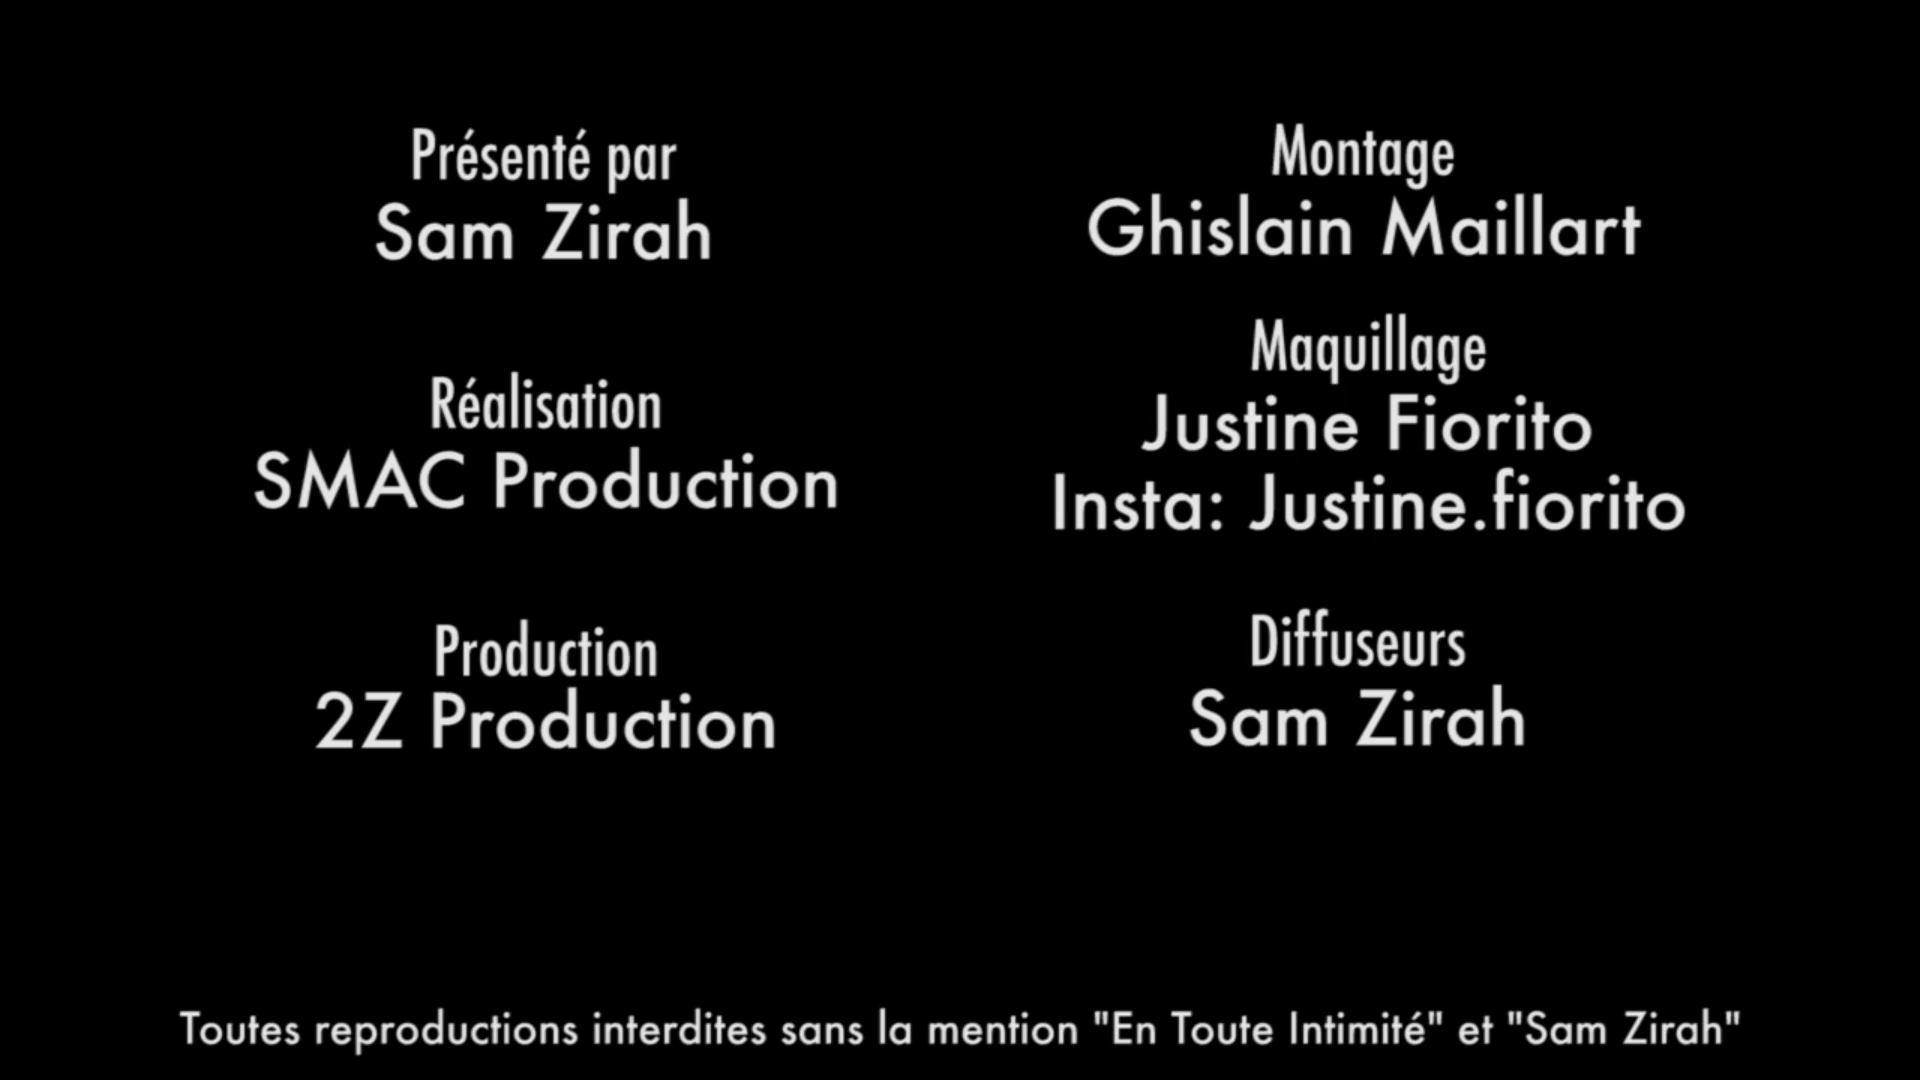 Présenté par
Sam Zirah
Réalisation
SMAC Production
Production
2Z Production
Montage
Ghislain Maillart
Maquillage
Justine Fiorito
Insta: Justine.fiorito
Diffuseurs
Sam Zirah
Toutes reproductions interdites sans la mention "En Toute Intimité" et "Sam Zirah"